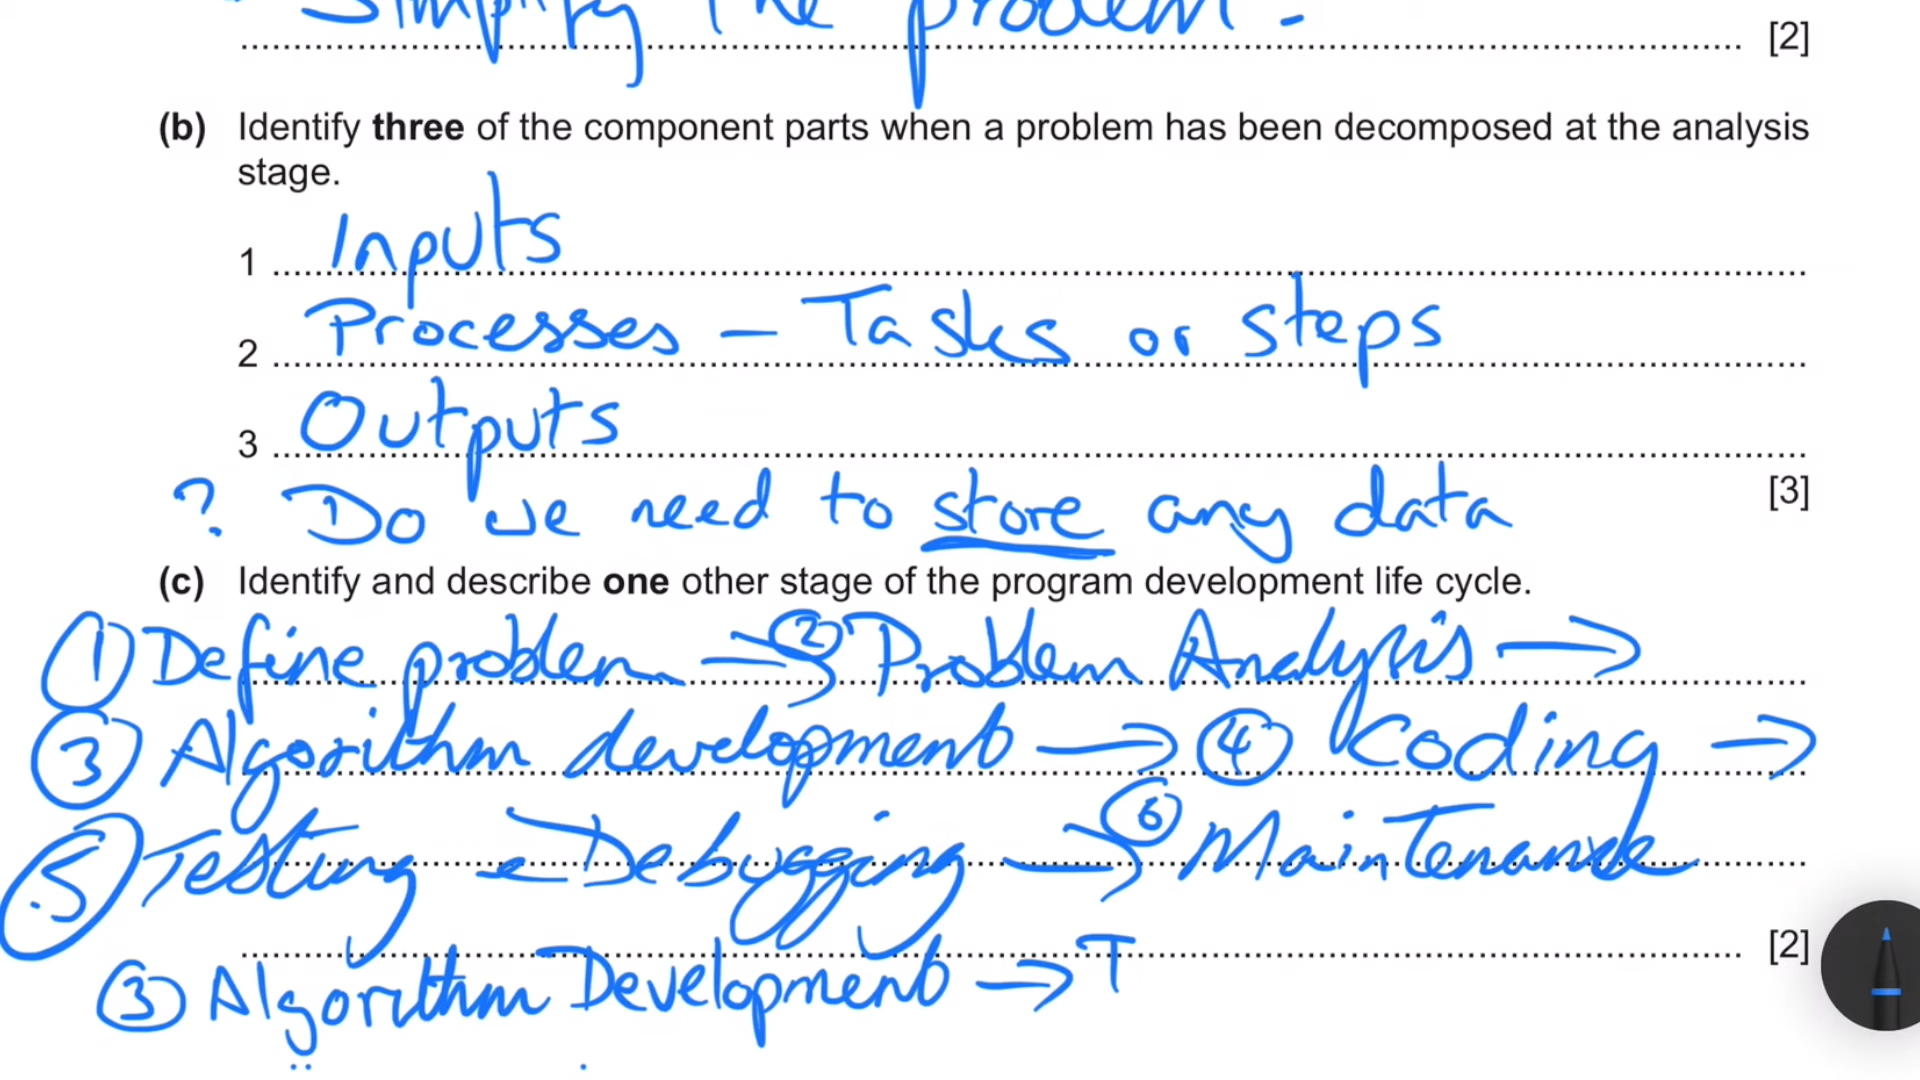 Simplify the problem.
[2]
(b) Identify three of the component parts when a problem has been decomposed at the analysis
stage.
1 Inputs
2 Processes - Tasks or steps
3 Outputs
[3]
? Do we need to store any data
(c) Identify and describe one other stage of the program development life cycle.
① Define problem → ② Problem Analysis →
③ Algorithm development → ④ Coding →
⑤ Testing - Debugging → ⑥ Maintenance
[2]
③ Algorithm Development → T